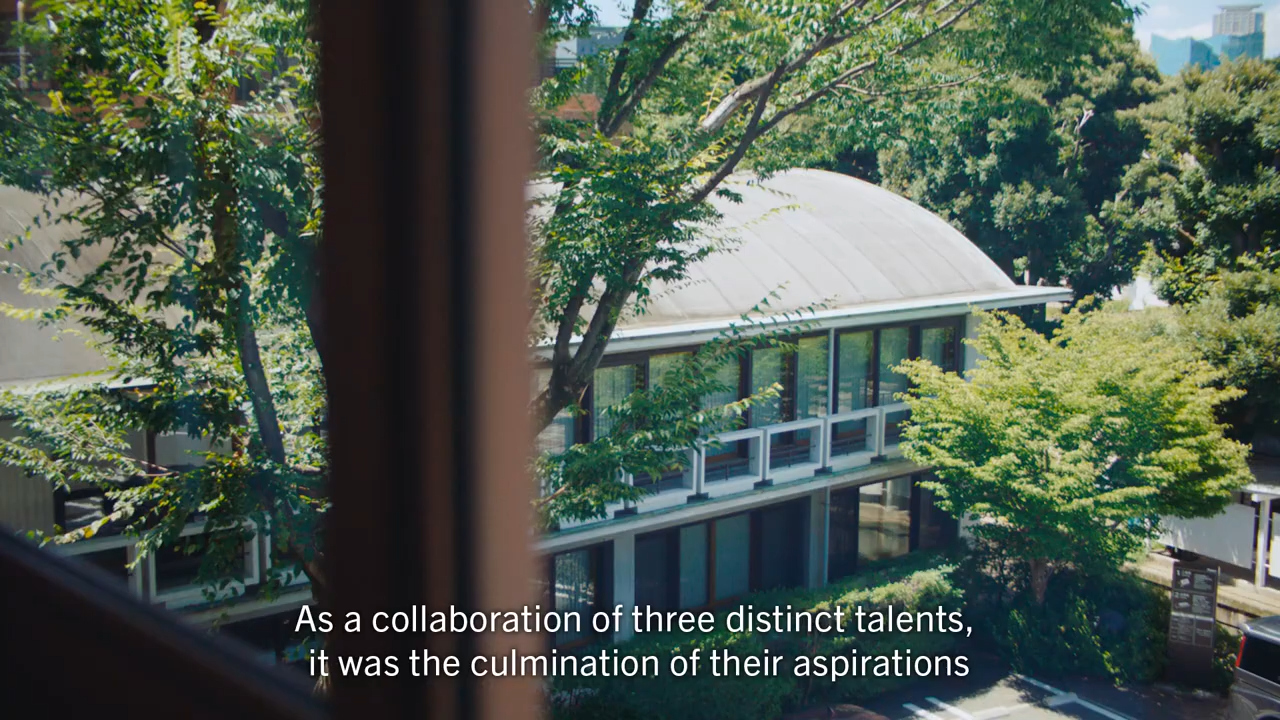 As a collaboration of three distinct talents,
it was the culmination of their aspirations